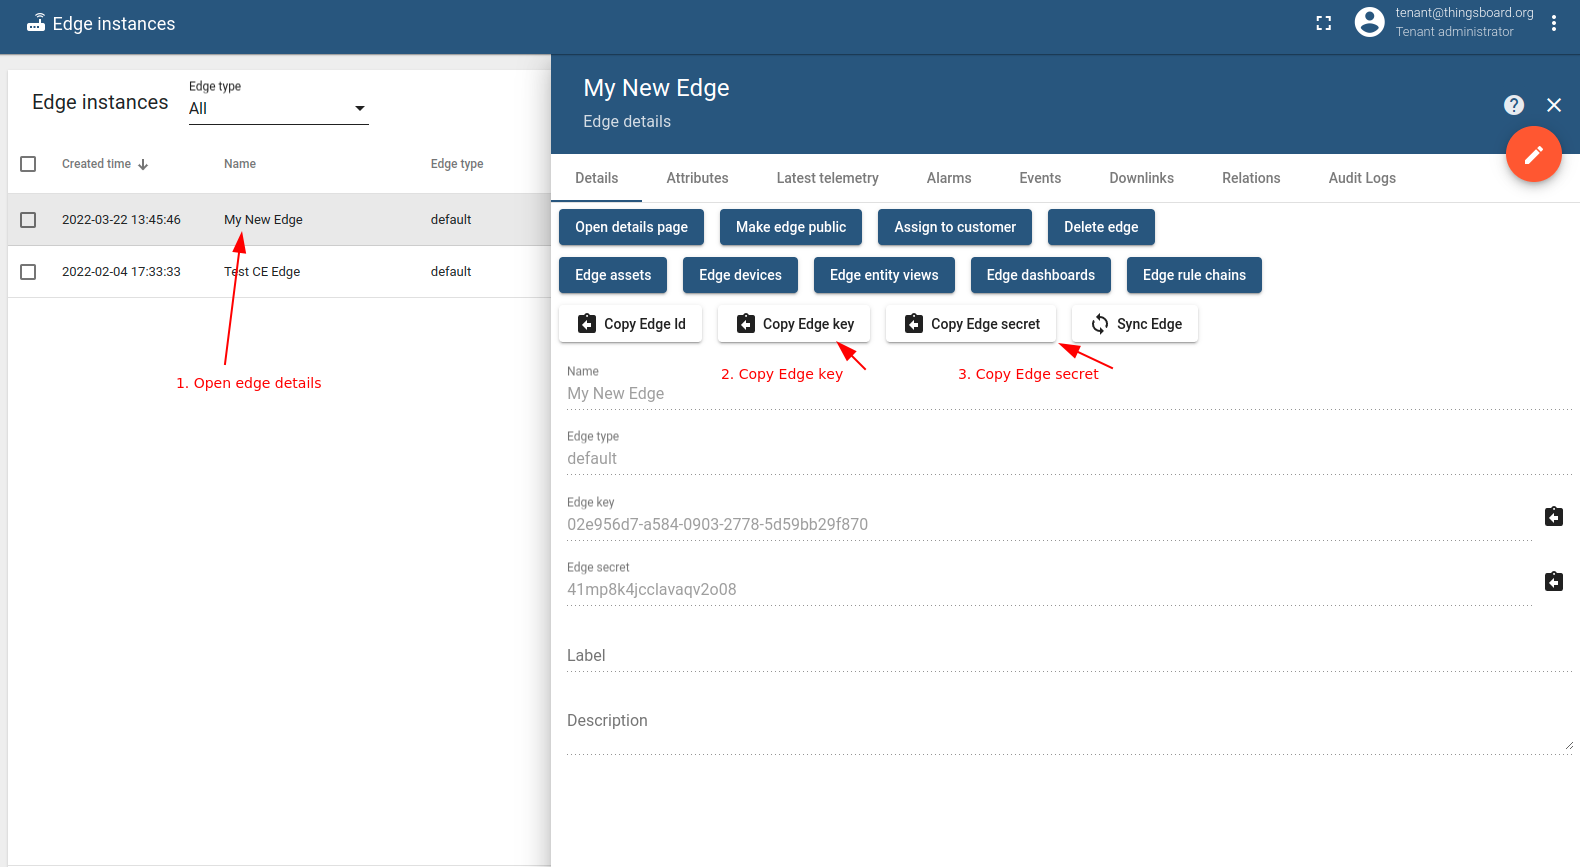 Edge instances
tenant@thingsboard.org
Tenant administrator
Edge instances
Edge type
All
Created time Name Edge type
2022-03-22 13:45:46 My New Edge default
2022-02-04 17:33:33 Test CE Edge default
1. Open edge details
My New Edge
Edge details
Details Attributes Latest telemetry Alarms Events Downlinks Relations Audit Logs
Open details page Make edge public Assign to customer Delete edge
Edge assets Edge devices Edge entity views Edge dashboards Edge rule chains
Copy Edge Id Copy Edge key Copy Edge secret Sync Edge
2. Copy Edge key 3. Copy Edge secret
Name
My New Edge
Edge type
default
Edge key
02e956d7-a584-0903-2778-5d59bb29f870
Edge secret
41mp8k4jcclavaqv2o08
Label
Description